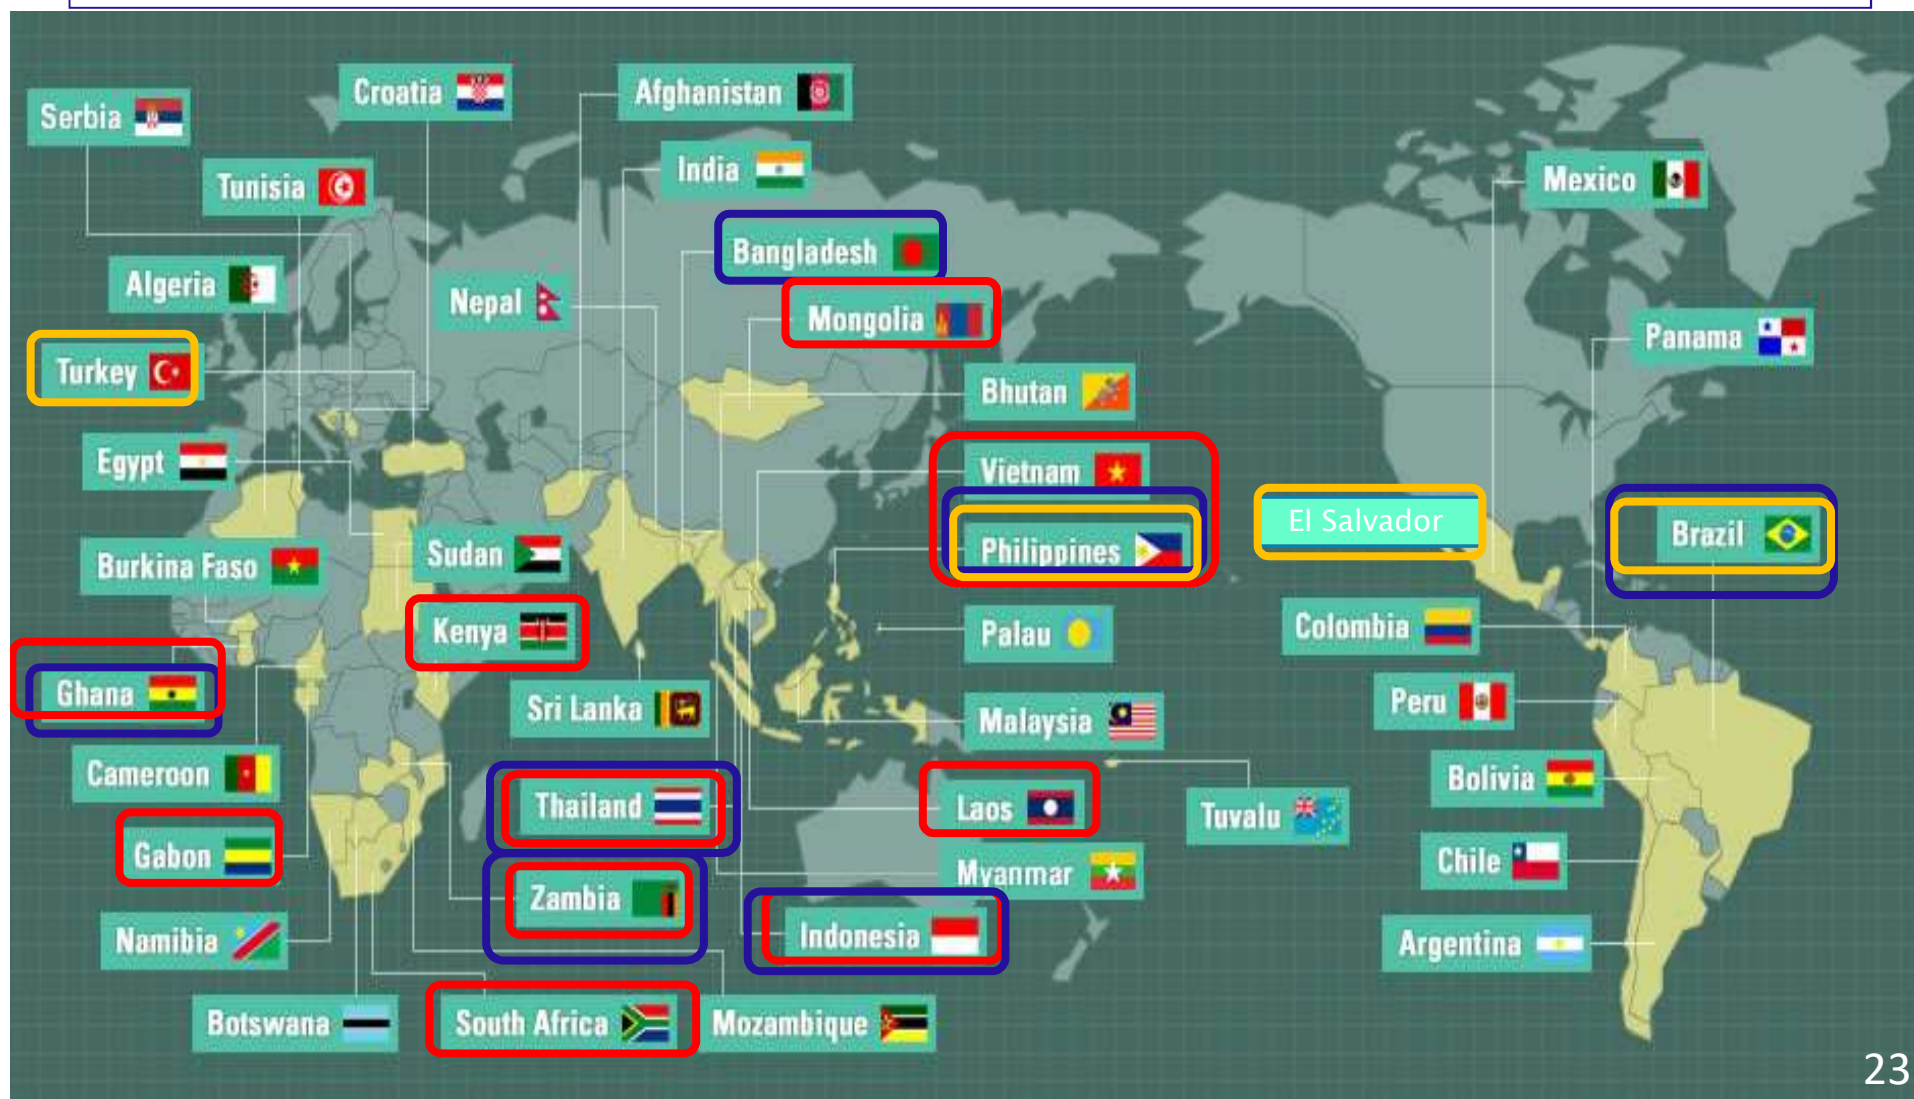 Croatia
Afghanistan
Serbia
India
Mexico
Tunisia
Bangladesh
Algeria
Nepal
Mongolia
Panama
Turkey
Bhutan
Egypt
Vietnam
El Salvador
Brazil
Sudan
Philippines
Burkina Faso
Kenya
Palau
Colombia
Ghana
Sri Lanka
Malaysia
Peru
Cameroon
Thailand
Laos
Tuvalu
Bolivia
Gabon
Myanmar
Chile
Zambia
Namibia
Indonesia
Argentina
Botswana
South Africa
Mozambique
23